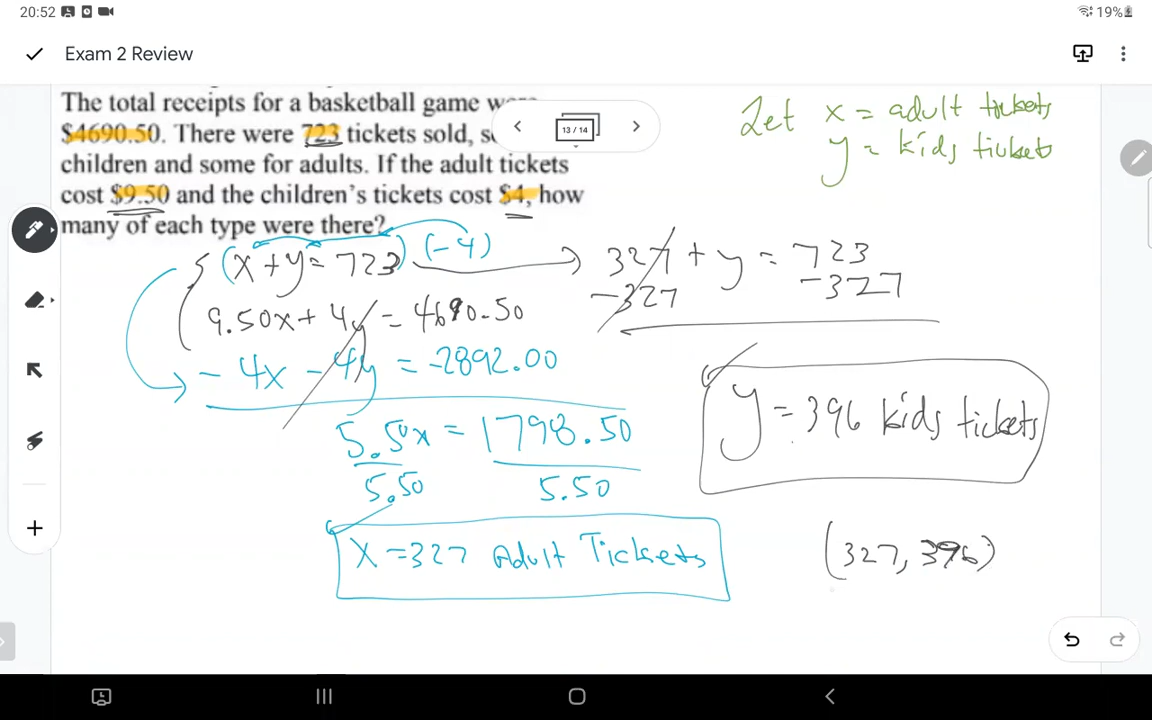 20:52
19%
Exam 2 Review
The total receipts for a basketball game
$4690.50. There were 723 tickets sold,
13 / 14
children and some for adults. If the adult tickets
cost $9.50 and the children's tickets cost $4, how
many of each type were there?
Let x = adult tickets
y = kids tickets
(x + y = 723) (-4)
9.50x + 4y = 4690.50
- 4x - 4y = -2892.00
5.50x = 1798.50
5.50 5.50
x = 327 Adult Tickets
327 + y = 723
-327 -327
y = 396 kids tickets
(327, 396)